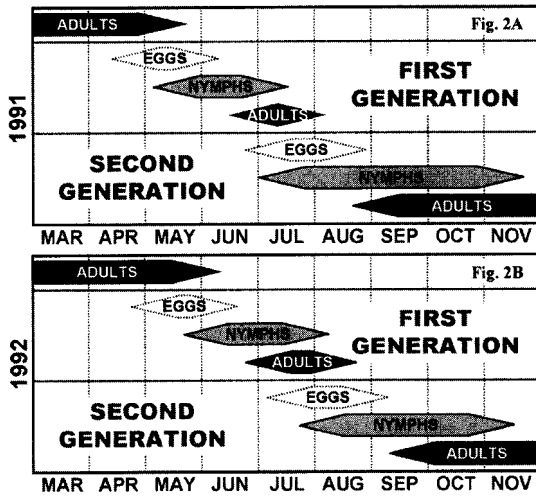 ADULTS
Fig. 2A
EGGS
NYMPHS
FIRST
GENERATION
ADULTS
1991
EGGS
SECOND
GENERATION
NYMPHS
ADULTS
MAR APR MAY JUN JUL AUG SEP OCT NOV
ADULTS
Fig. 2B
EGGS
NYMPHS
FIRST
GENERATION
ADULTS
1992
EGGS
SECOND
GENERATION
NYMPHS
ADULTS
MAR APR MAY JUN JUL AUG SEP OCT NOV